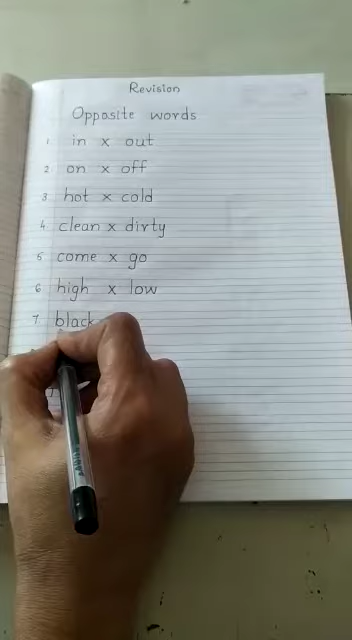 Revision
Opposite words
1 in x out
2 on x off
3 hot x cold
4 clean x dirty
5 come x go
6 high x low
7. black